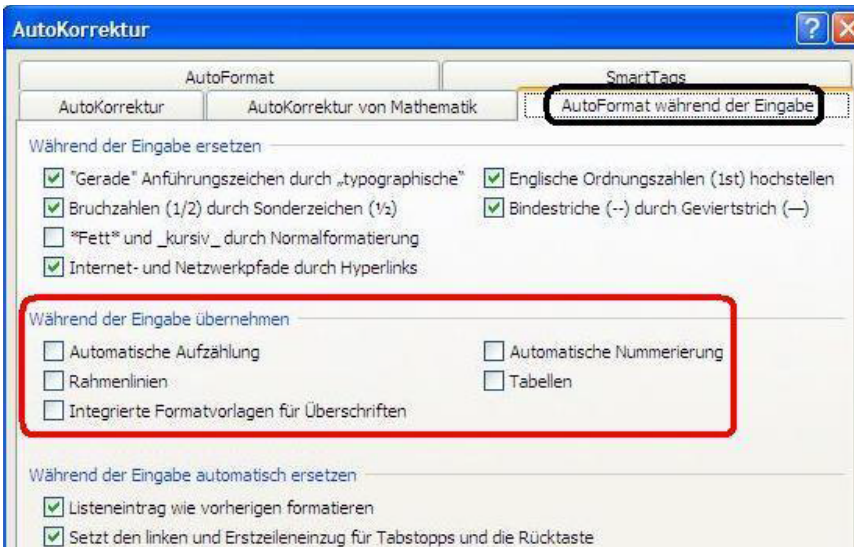 AutoKorrektur
AutoFormat
SmartTags
AutoKorrektur
AutoKorrektur von Mathematik
AutoFormat während der Eingabe
Während der Eingabe ersetzen
"Gerade" Anführungszeichen durch „typographische“
Englische Ordnungszahlen (1st) hochstellen
Bruchzahlen (1/2) durch Sonderzeichen (½)
Bindestriche (--) durch Geviertstrich (—)
*Fett* und _kursiv_ durch Normalformatierung
Internet- und Netzwerkpfade durch Hyperlinks
Während der Eingabe übernehmen
Automatische Aufzählung
Automatische Nummerierung
Rahmenlinien
Tabellen
Integrierte Formatvorlagen für Überschriften
Während der Eingabe automatisch ersetzen
Listeneintrag wie vorherigen formatieren
Setzt den linken und Erstzeileneinzug für Tabstopps und die Rücktaste